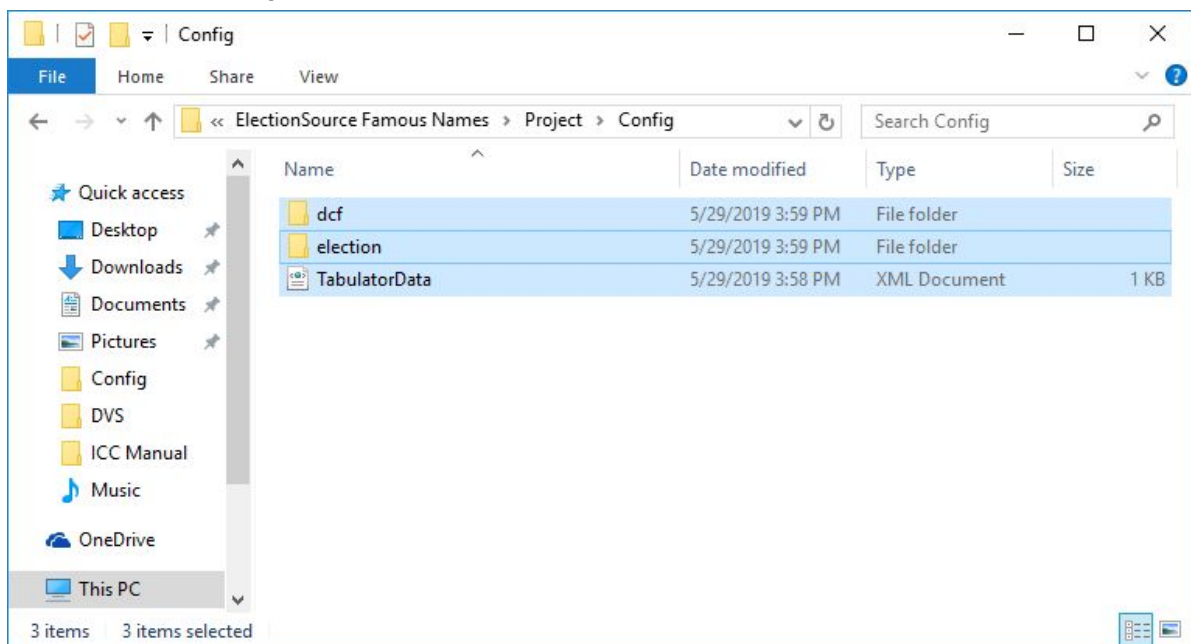 Config
File Home Share View
« ElectionSource Famous Names › Project › Config
Search Config
Name Date modified Type Size
Quick access
Desktop
Downloads
Documents
Pictures
Config
DVS
ICC Manual
Music
OneDrive
This PC
dcf 5/29/2019 3:59 PM File folder
election 5/29/2019 3:59 PM File folder
TabulatorData 5/29/2019 3:58 PM XML Document 1 KB
3 items 3 items selected